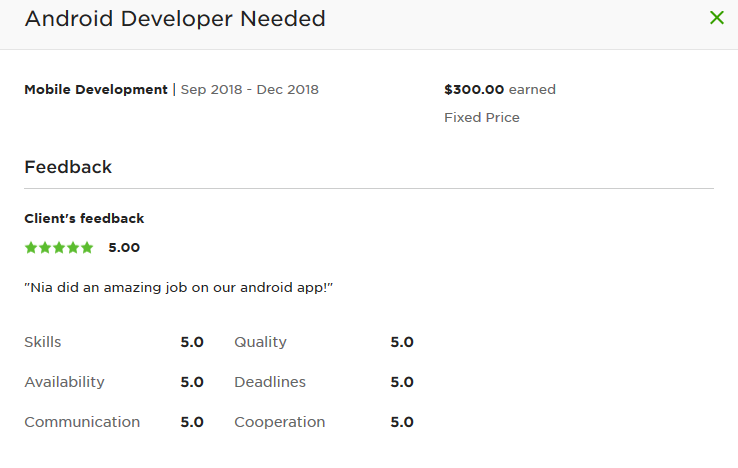 Android Developer Needed
Mobile Development | Sep 2018 - Dec 2018
$300.00 earned
Fixed Price
Feedback
Client's feedback
5.00
"Nia did an amazing job on our android app!"
Skills 5.0 Quality 5.0
Availability 5.0 Deadlines 5.0
Communication 5.0 Cooperation 5.0